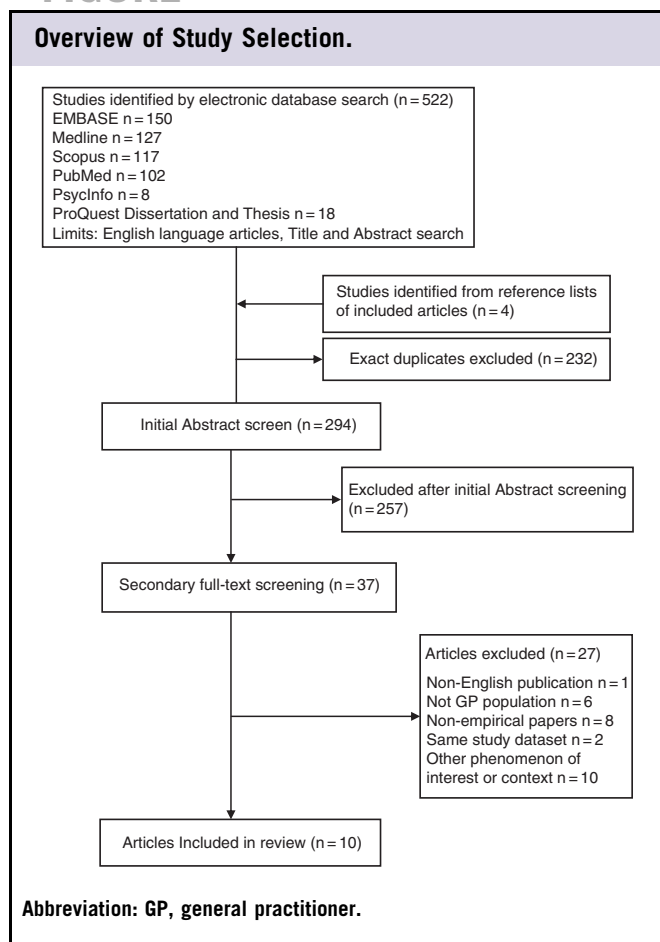 Overview of Study Selection.
Studies identified by electronic database search (n=522)
EMBASE n=150
Medline n=127
Scopus n=117
PubMed n=102
PsycInfo n=8
ProQuest Dissertation and Thesis n=18
Limits: English language articles, Title and Abstract search
Studies identified from reference lists
of included articles (n=4)
Exact duplicates excluded (n=232)
Initial Abstract screen (n=294)
Excluded after initial Abstract screening
(n=257)
Secondary full-text screening (n=37)
Articles excluded (n=27)
Non-English publication n=1
Not GP population n=6
Non-empirical papers n=8
Same study dataset n=2
Other phenomenon of
interest or context n=10
Articles Included in review (n=10)
Abbreviation: GP, general practitioner.